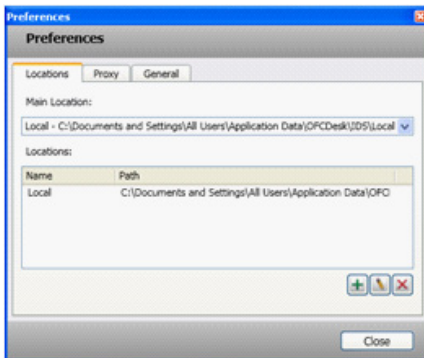 Preferences
Preferences
Locations Proxy General
Main Location:
Local - C:\Documents and Settings\All Users\Application Data\OFCDesk\IDS\Local
Locations:
Name Path
Local C:\Documents and Settings\All Users\Application Data\OFC
Close